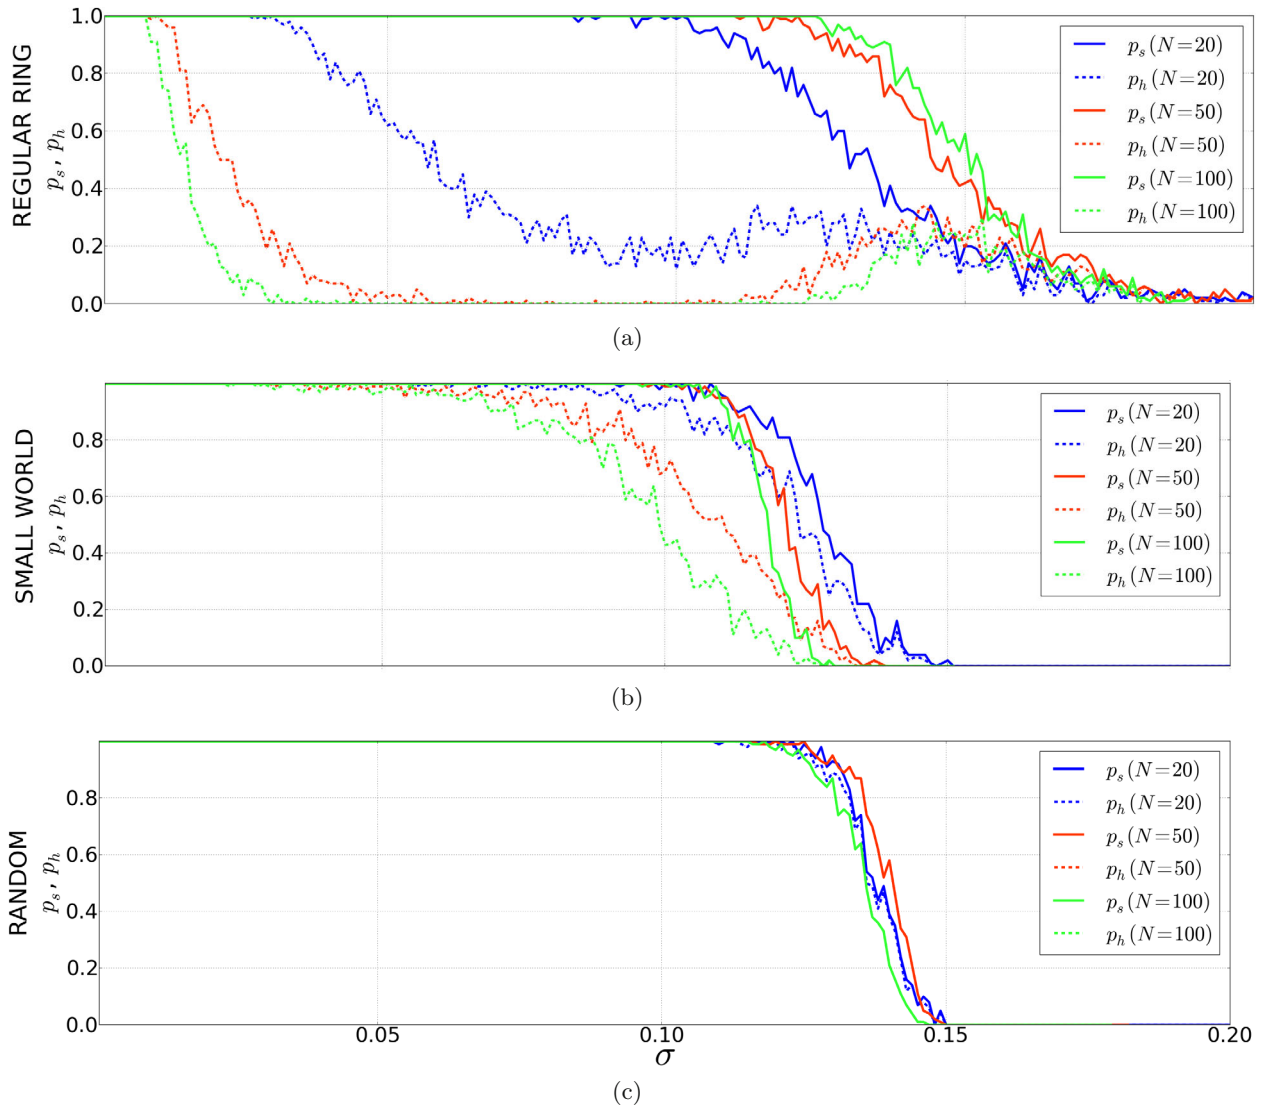 REGULAR RING
p_s, p_h
1.0
0.8
0.6
0.4
0.2
0.0
p_s (N=20)
p_h (N=20)
p_s (N=50)
p_h (N=50)
p_s (N=100)
p_h (N=100)
(a)
SMALL WORLD
p_s, p_h
0.8
0.6
0.4
0.2
0.0
p_s (N=20)
p_h (N=20)
p_s (N=50)
p_h (N=50)
p_s (N=100)
p_h (N=100)
(b)
RANDOM
p_s, p_h
0.8
0.6
0.4
0.2
0.0
p_s (N=20)
p_h (N=20)
p_s (N=50)
p_h (N=50)
p_s (N=100)
p_h (N=100)
0.05 0.10 0.15 0.20
σ
(c)